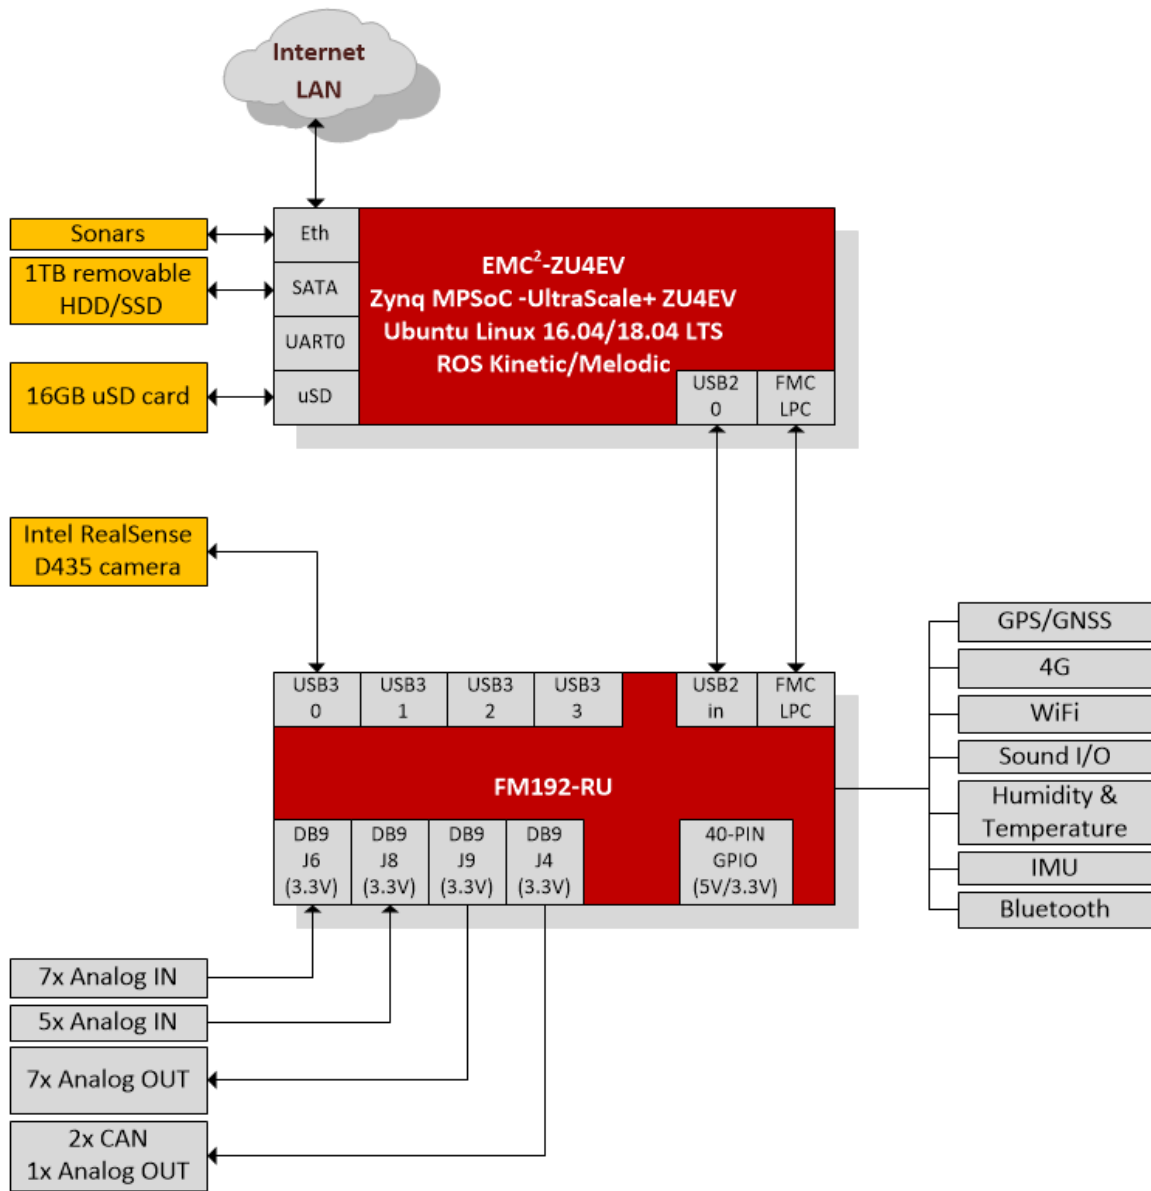 Internet
LAN
Sonars
1TB removable
HDD/SSD
16GB uSD card
Eth
SATA
UART0
uSD
EMC²-ZU4EV
Zynq MPSoC -UltraScale+ ZU4EV
Ubuntu Linux 16.04/18.04 LTS
ROS Kinetic/Melodic
USB2
0
FMC
LPC
Intel RealSense
D435 camera
USB3
0
USB3
1
USB3
2
USB3
3
USB2
in
FMC
LPC
FM192-RU
DB9
J6
(3.3V)
DB9
J8
(3.3V)
DB9
J9
(3.3V)
DB9
J4
(3.3V)
40-PIN
GPIO
(5V/3.3V)
GPS/GNSS
4G
WiFi
Sound I/O
Humidity &
Temperature
IMU
Bluetooth
7x Analog IN
5x Analog IN
7x Analog OUT
2x CAN
1x Analog OUT